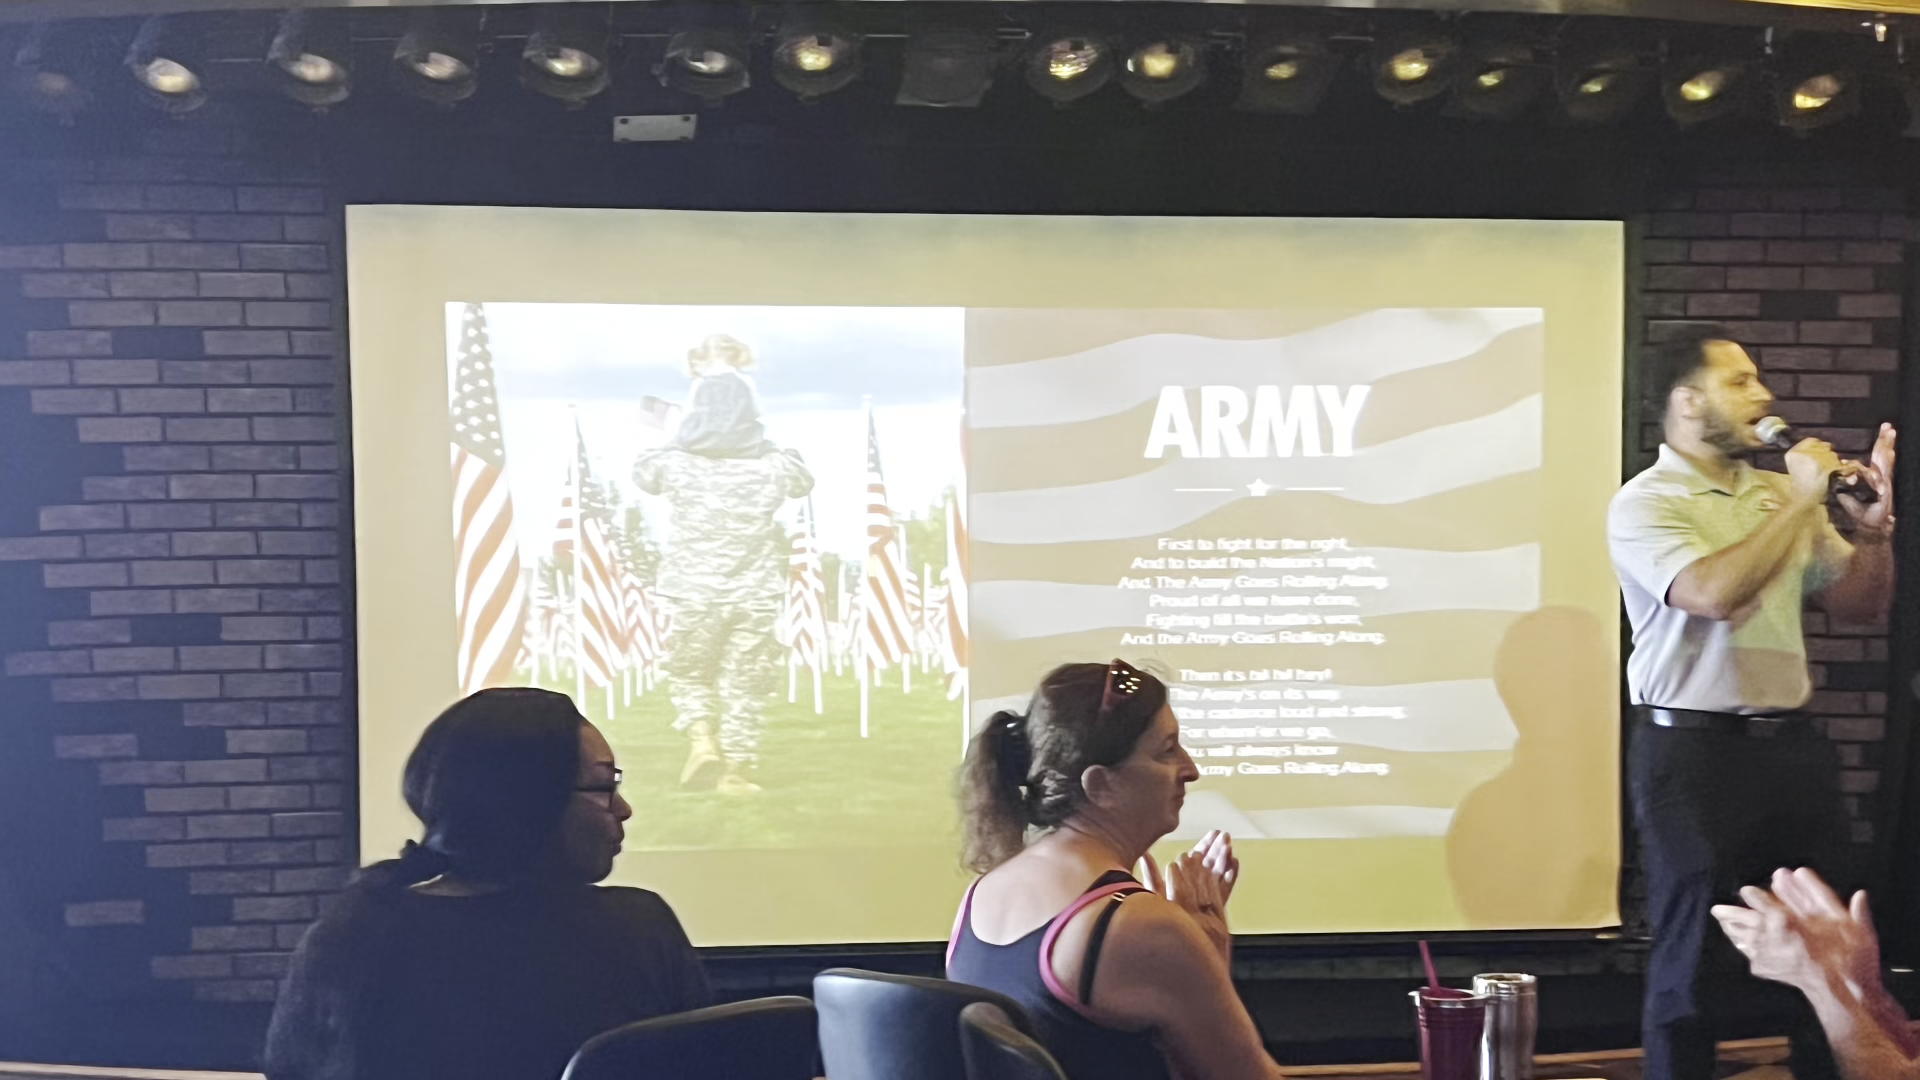 ARMY
First to fight for the right,
And to build the Nation's might,
And The Army Goes Rolling Along.
Proud of all we have done,
Fighting till the battle's won,
And the Army Goes Rolling Along.
Then it's hi! hi! hey!
The Army's on its way.
the cadence loud and strong;
For where'er we go,
You will always know
Army Goes Rolling Along.